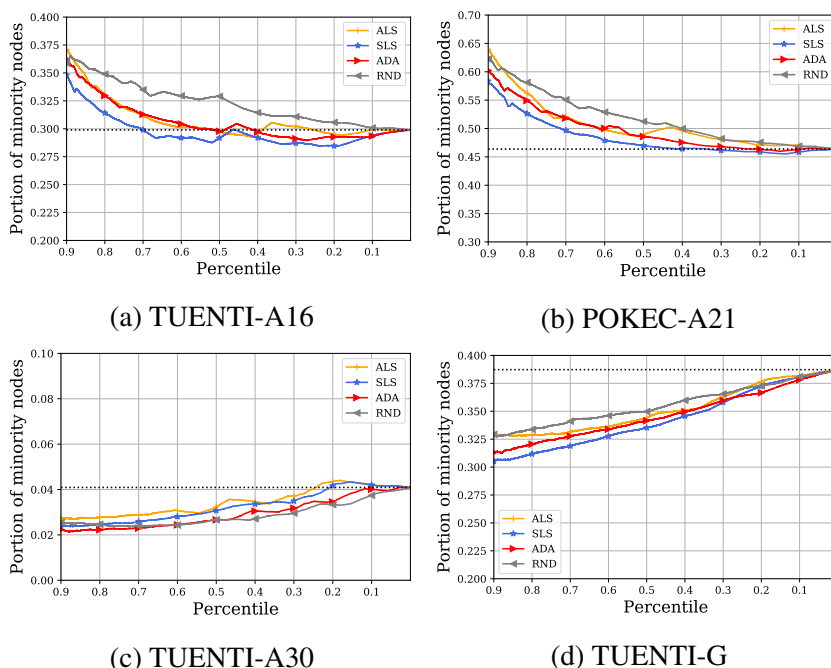 0.400
0.375
0.350
0.325
0.300
0.275
0.250
0.225
0.200
Portion of minority nodes
ALS
SLS
ADA
RND
0.9 0.8 0.7 0.6 0.5 0.4 0.3 0.2 0.1
Percentile
(a) TUENTI-A16
0.70
0.65
0.60
0.55
0.50
0.45
0.40
0.35
0.30
Portion of minority nodes
ALS
SLS
ADA
RND
0.9 0.8 0.7 0.6 0.5 0.4 0.3 0.2 0.1
Percentile
(b) POKEC-A21
0.10
0.08
0.06
0.04
0.02
0.00
Portion of minority nodes
ALS
SLS
ADA
RND
0.9 0.8 0.7 0.6 0.5 0.4 0.3 0.2 0.1
Percentile
(c) TUENTI-A30
0.400
0.375
0.350
0.325
0.300
0.275
0.250
0.225
0.200
Portion of minority nodes
ALS
SLS
ADA
RND
0.9 0.8 0.7 0.6 0.5 0.4 0.3 0.2 0.1
Percentile
(d) TUENTI-G